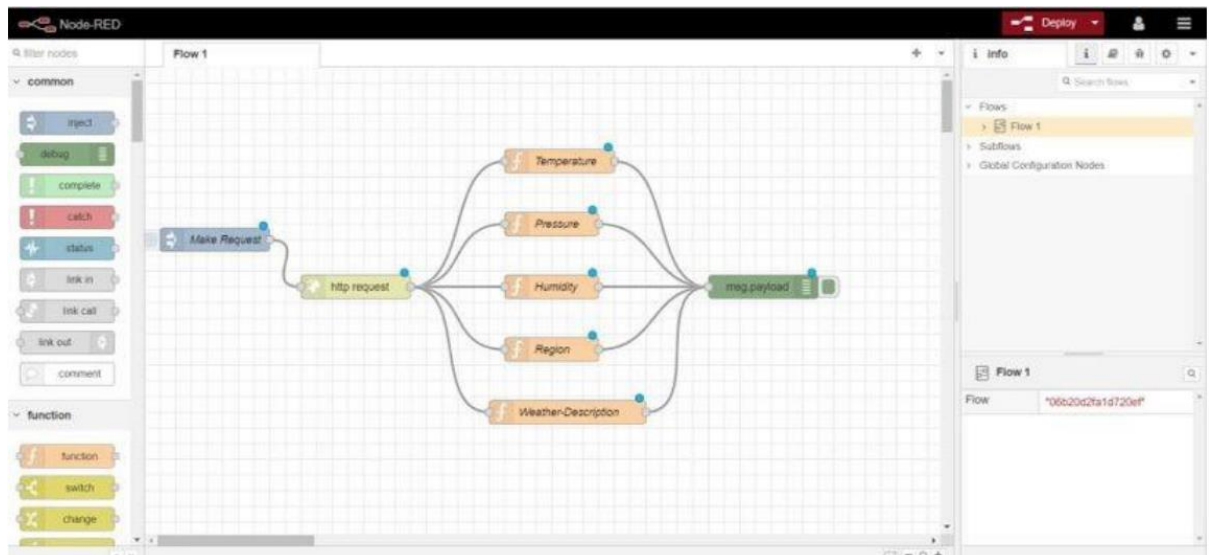 Node-RED
Deploy
filter nodes
Flow 1
i info
common
Search flows
Flows
Flow 1
Subflows
Global Configuration Nodes
inject
debug
complete
catch
status
link in
link call
link out
comment
function
function
switch
change
Make Request
http request
Temperature
Pressure
Humidity
Region
Weather-Description
msg.payload
Flow 1
Flow "06b20d2fa1d720ef"